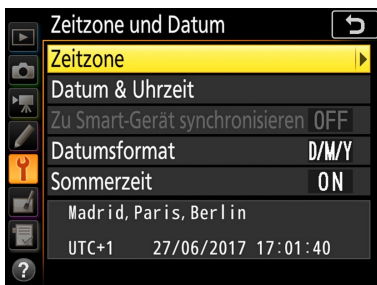 Zeitzone und Datum
Zeitzone
Datum & Uhrzeit
Zu Smart-Gerät synchronisieren OFF
Datumsformat D/M/Y
Sommerzeit ON
Madrid, Paris, Berlin
UTC+1 27/06/2017 17:01:40
?